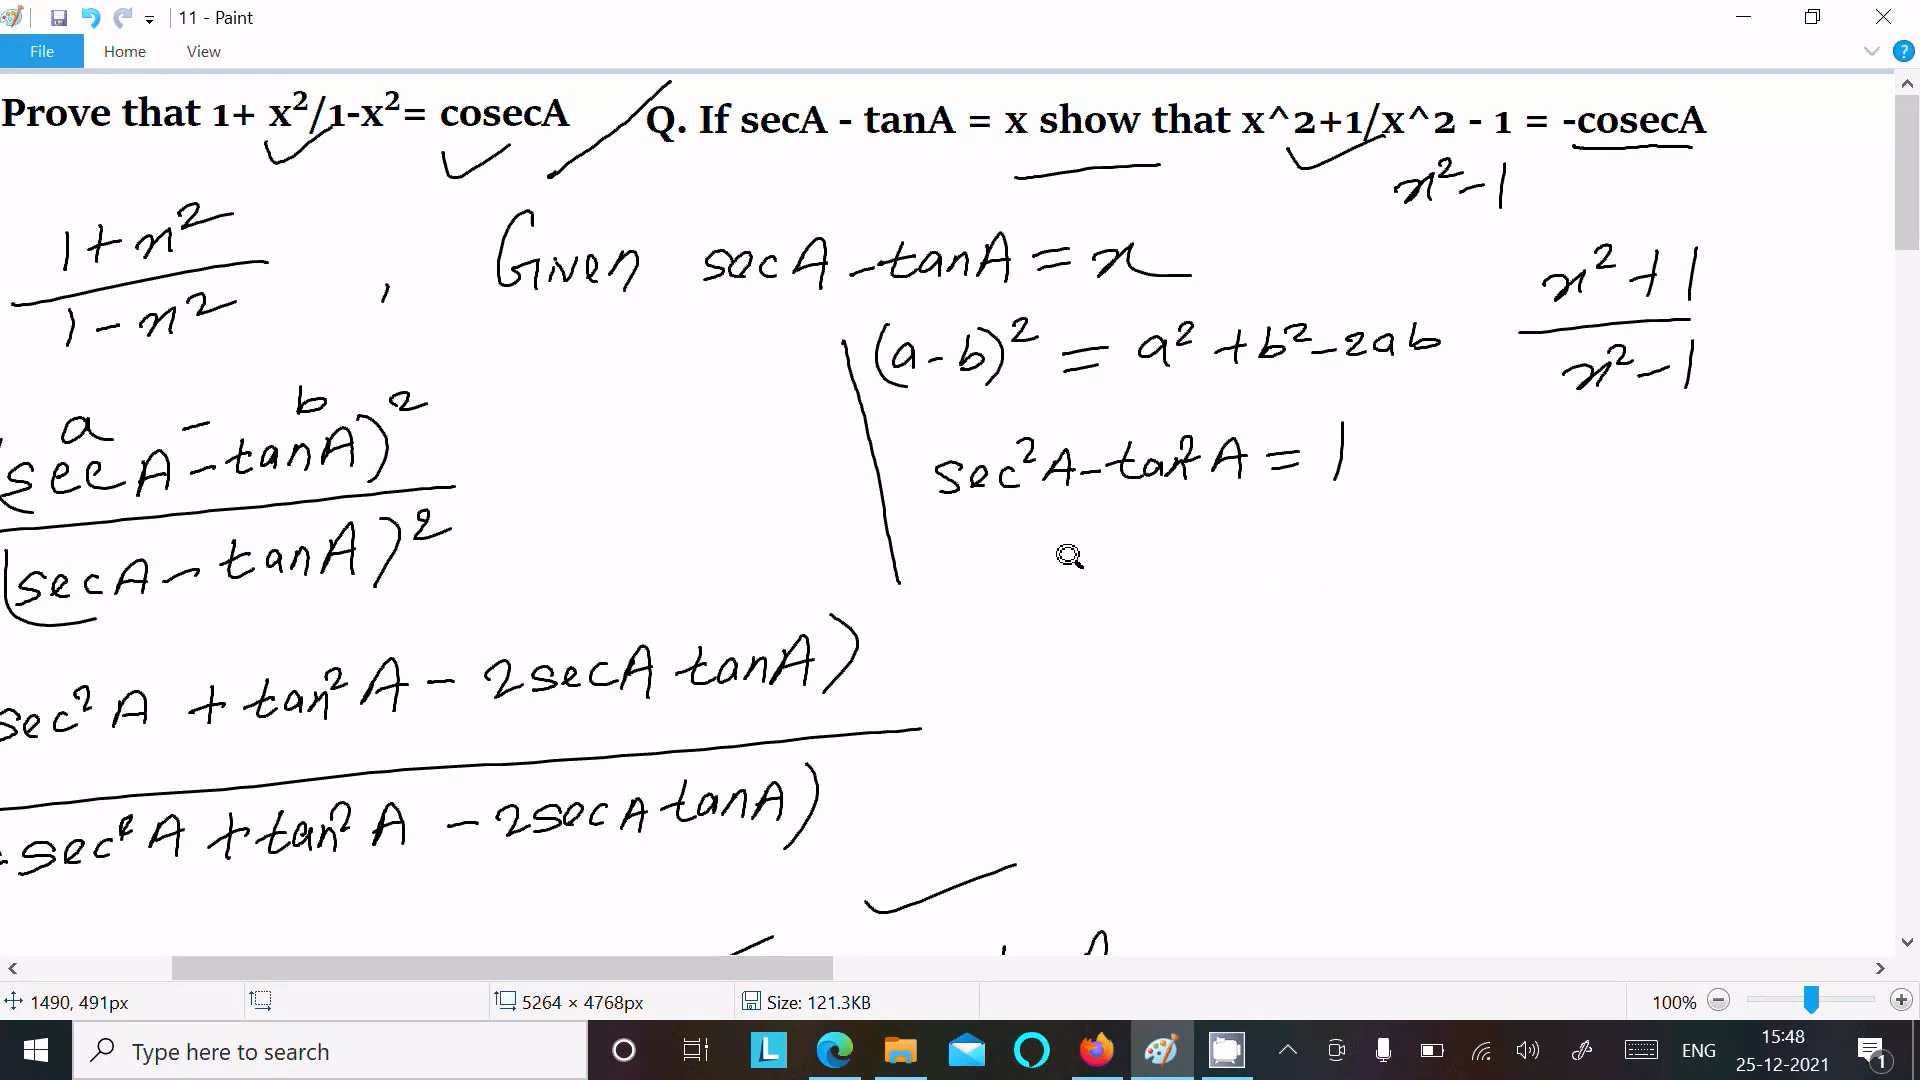 11 - Paint
File Home View
Prove that 1+ x²/1-x²= cosecA
Q. If secA - tanA = x show that x^2+1/x^2 - 1 = -cosecA
x²-1
1+x²
1-x²
, Given secA-tanA=x
x²+1
x²-1
(a-b)² = a²+b²-2ab
a - b
secA-tanA)²
sec²A-tan²A=1
(secA-tanA)²
sec²A + tan²A - 2secA tanA)
sec²A + tan²A - 2secA tanA)
1490, 491px
5264 × 4768px
Size: 121.3KB
100%
Type here to search
L
ENG
15:48
25-12-2021
1